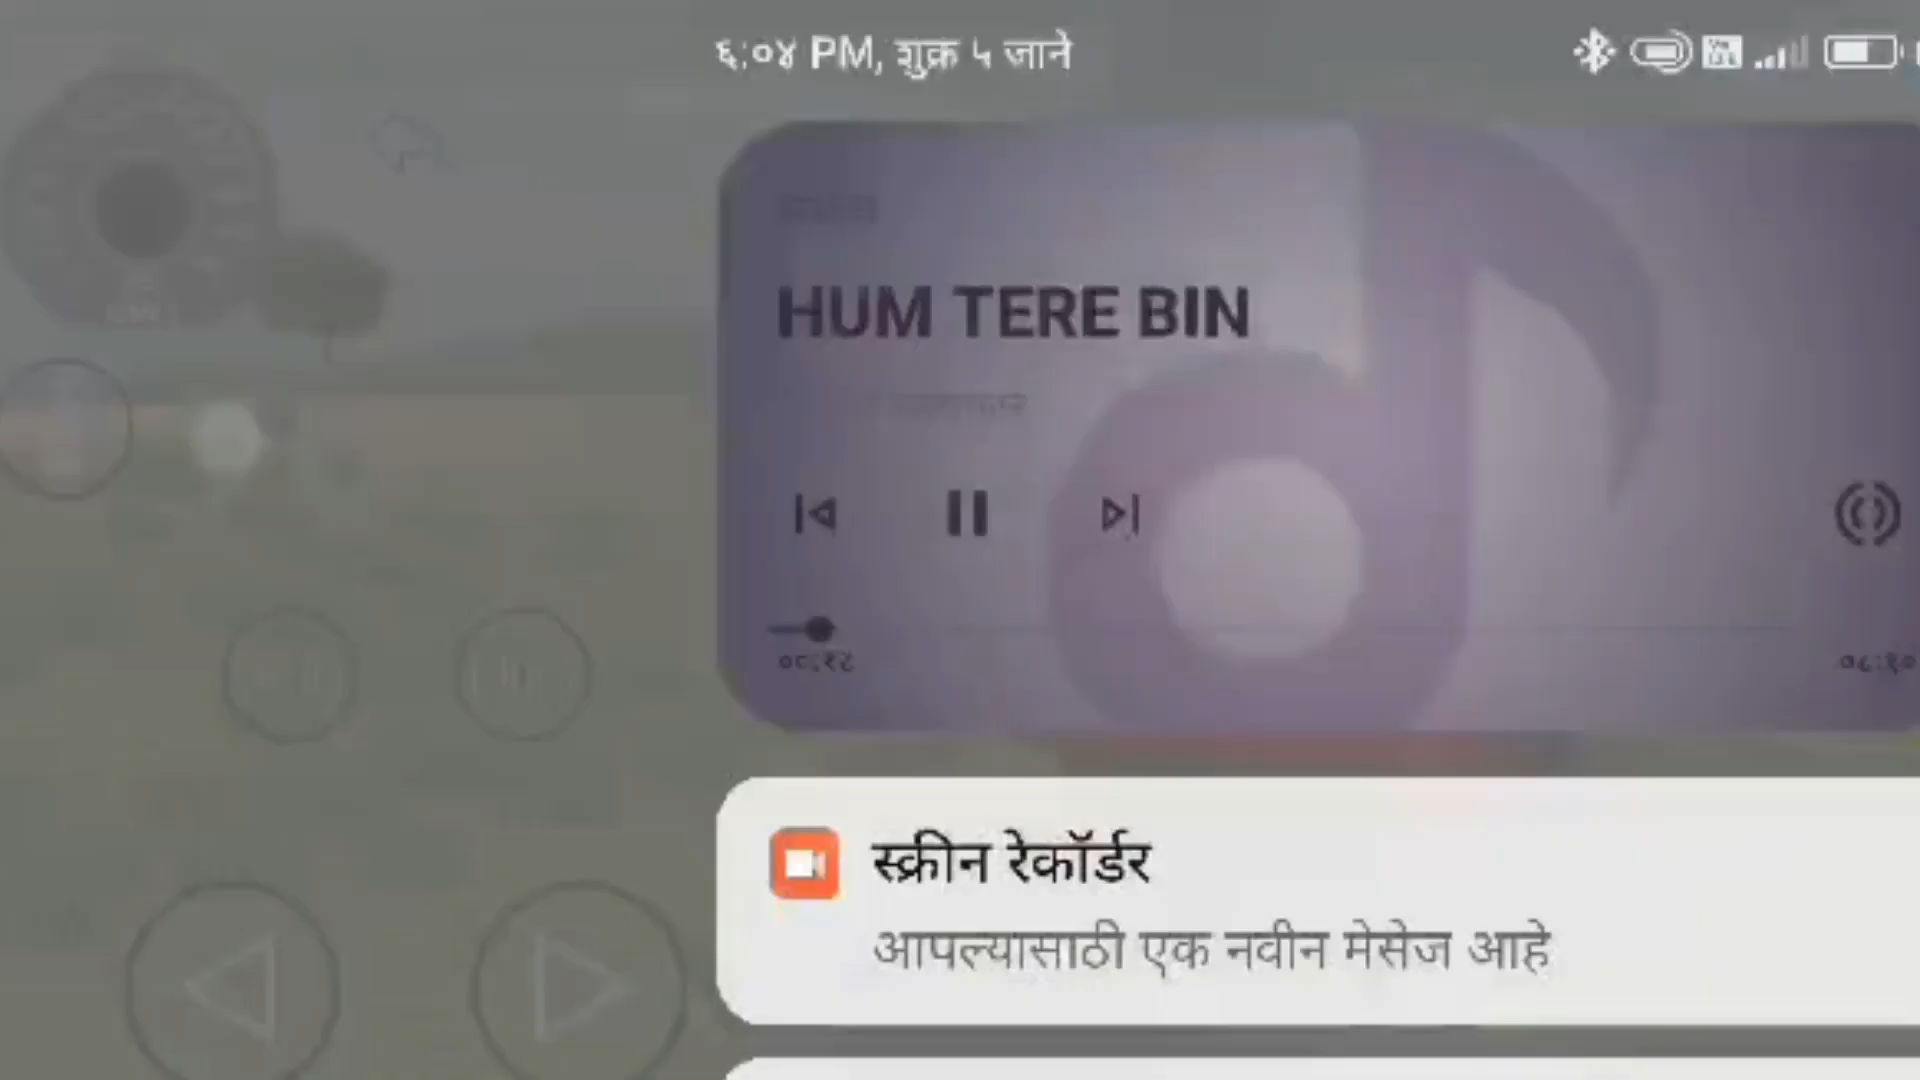 ६:०४ PM, शुक्र ५ जाने
HUM TERE BIN
स्क्रीन रेकॉर्डर
आपल्यासाठी एक नवीन मेसेज आहे